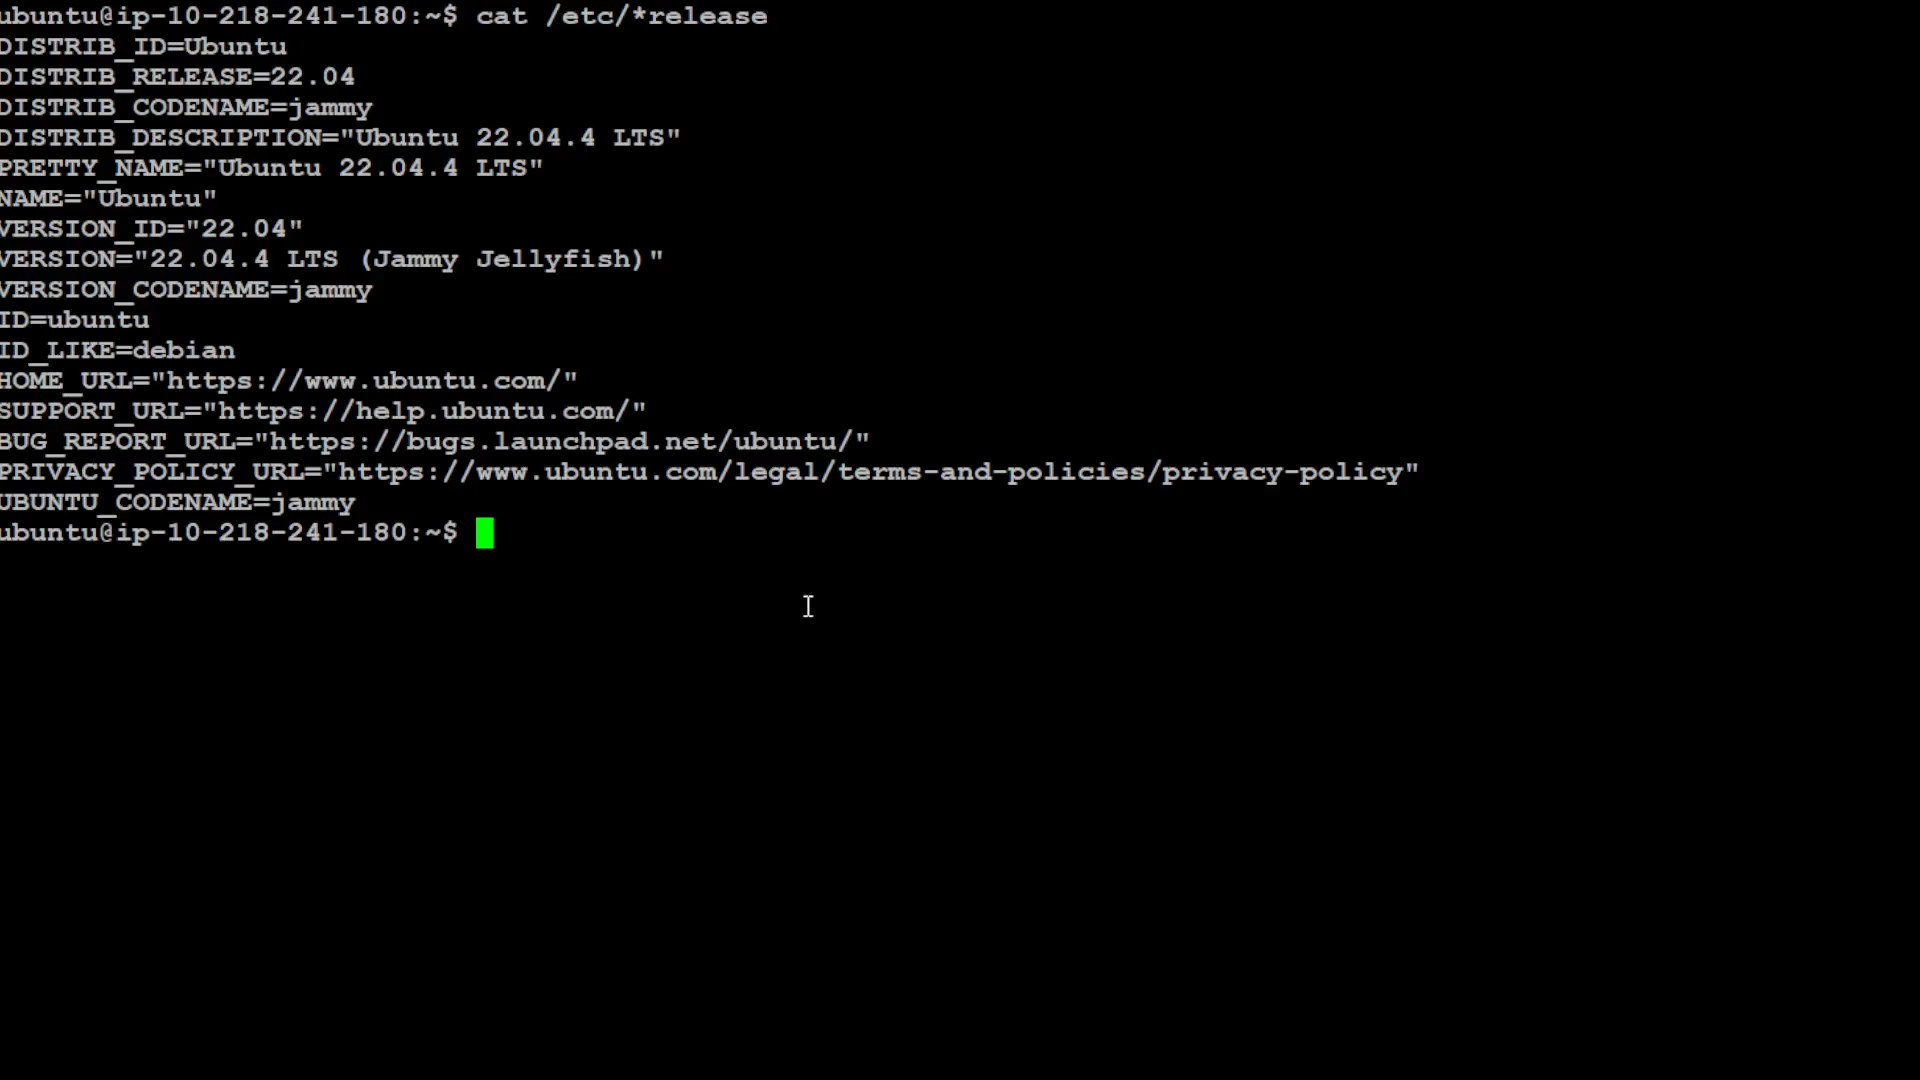 ubuntu@ip-10-218-241-180:~$ cat /etc/*release
DISTRIB_ID=Ubuntu
DISTRIB_RELEASE=22.04
DISTRIB_CODENAME=jammy
DISTRIB_DESCRIPTION="Ubuntu 22.04.4 LTS"
PRETTY_NAME="Ubuntu 22.04.4 LTS"
NAME="Ubuntu"
VERSION_ID="22.04"
VERSION="22.04.4 LTS (Jammy Jellyfish)"
VERSION_CODENAME=jammy
ID=ubuntu
ID_LIKE=debian
HOME_URL="https://www.ubuntu.com/"
SUPPORT_URL="https://help.ubuntu.com/"
BUG_REPORT_URL="https://bugs.launchpad.net/ubuntu/"
PRIVACY_POLICY_URL="https://www.ubuntu.com/legal/terms-and-policies/privacy-policy"
UBUNTU_CODENAME=jammy
ubuntu@ip-10-218-241-180:~$